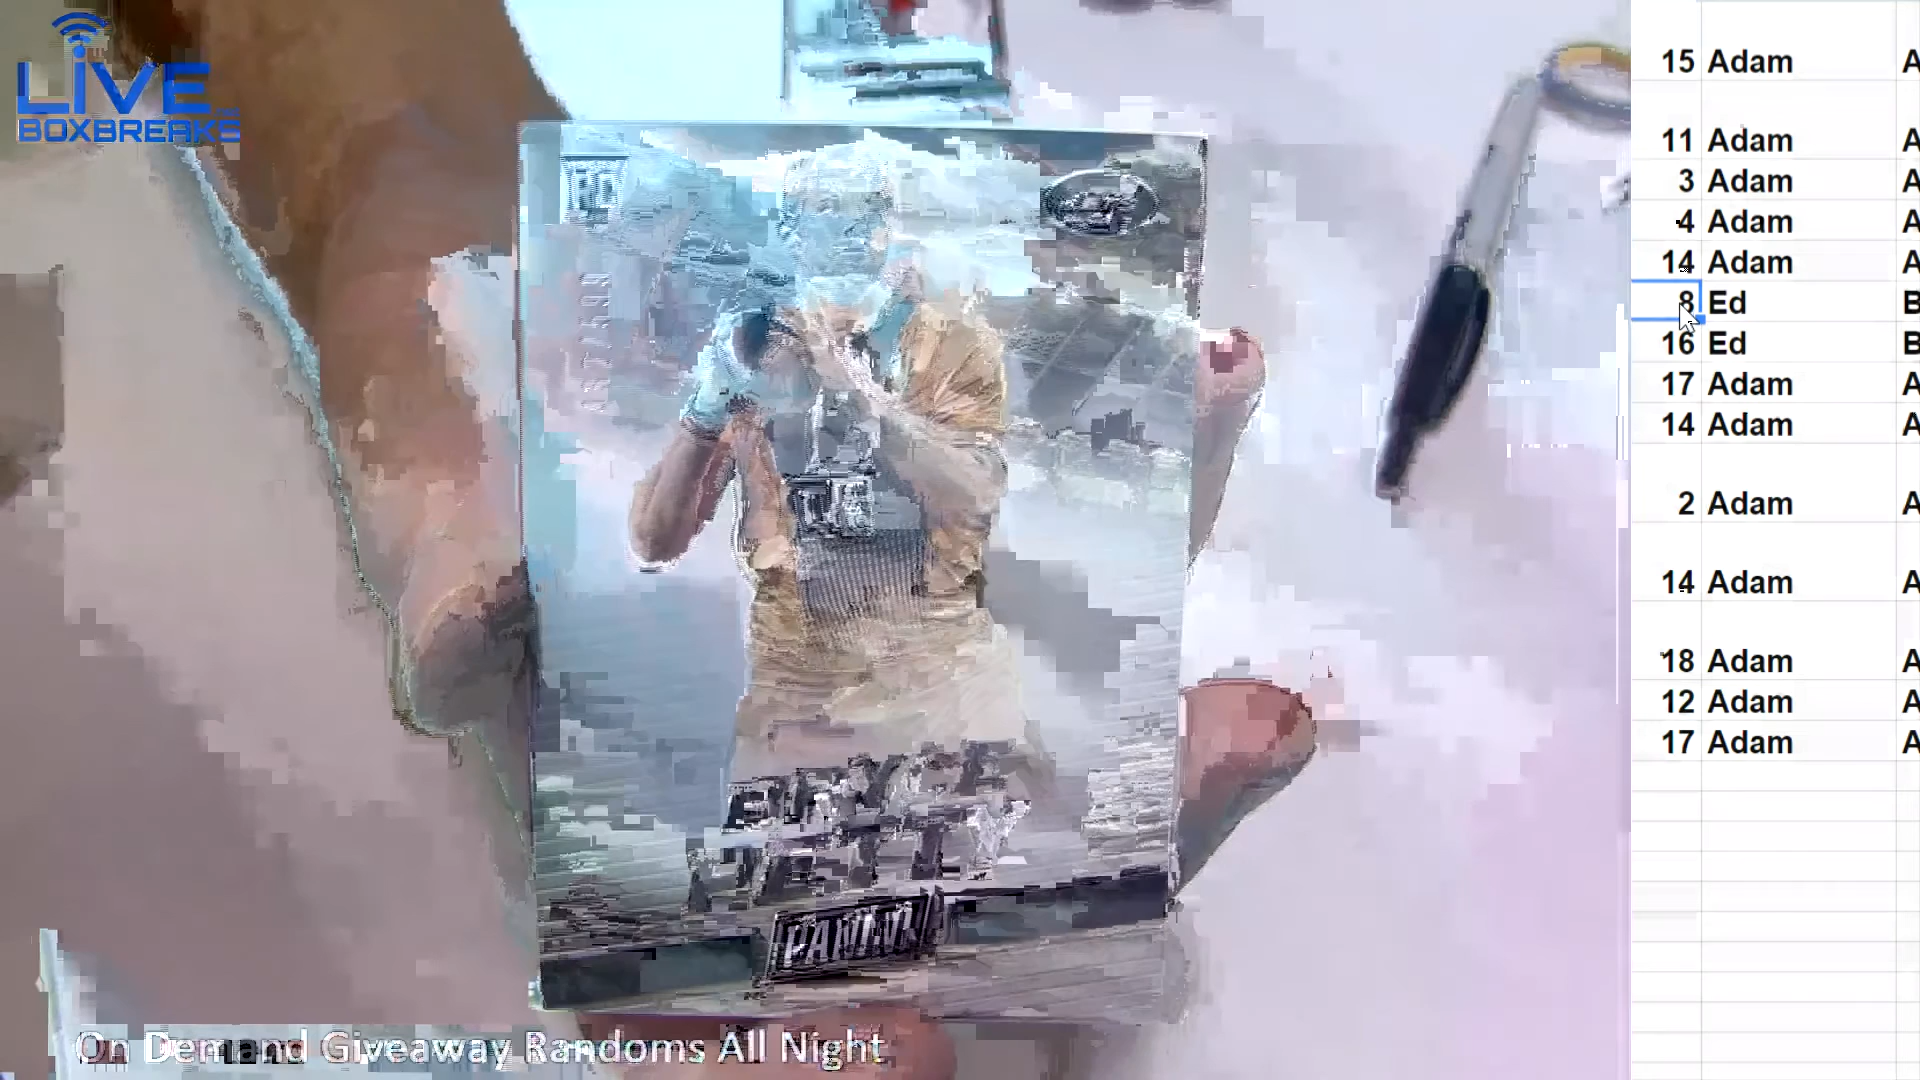 LiVE
BOXBREAKS
15 Adam A
11 Adam A
3 Adam A
4 Adam A
14 Adam A
8 Ed B
16 Ed B
17 Adam A
14 Adam A
2 Adam A
14 Adam A
18 Adam A
12 Adam A
17 Adam A
PANINI
On Demand Giveaway Randoms All Night